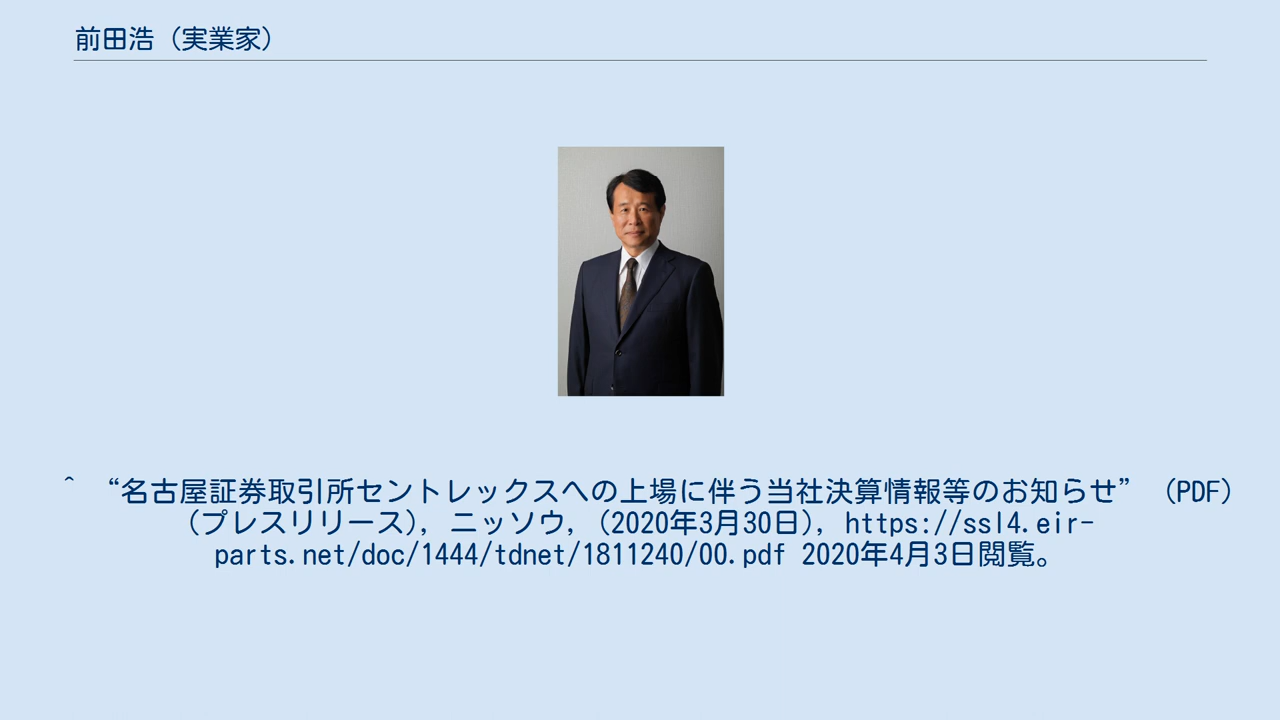 前田浩（実業家）
^ “名古屋証券取引所セントレックスへの上場に伴う当社決算情報等のお知らせ” (PDF)
(プレスリリース), ニッソウ, (2020年3月30日), https://ssl4.eir-
parts.net/doc/1444/tdnet/1811240/00.pdf 2020年4月3日閲覧。